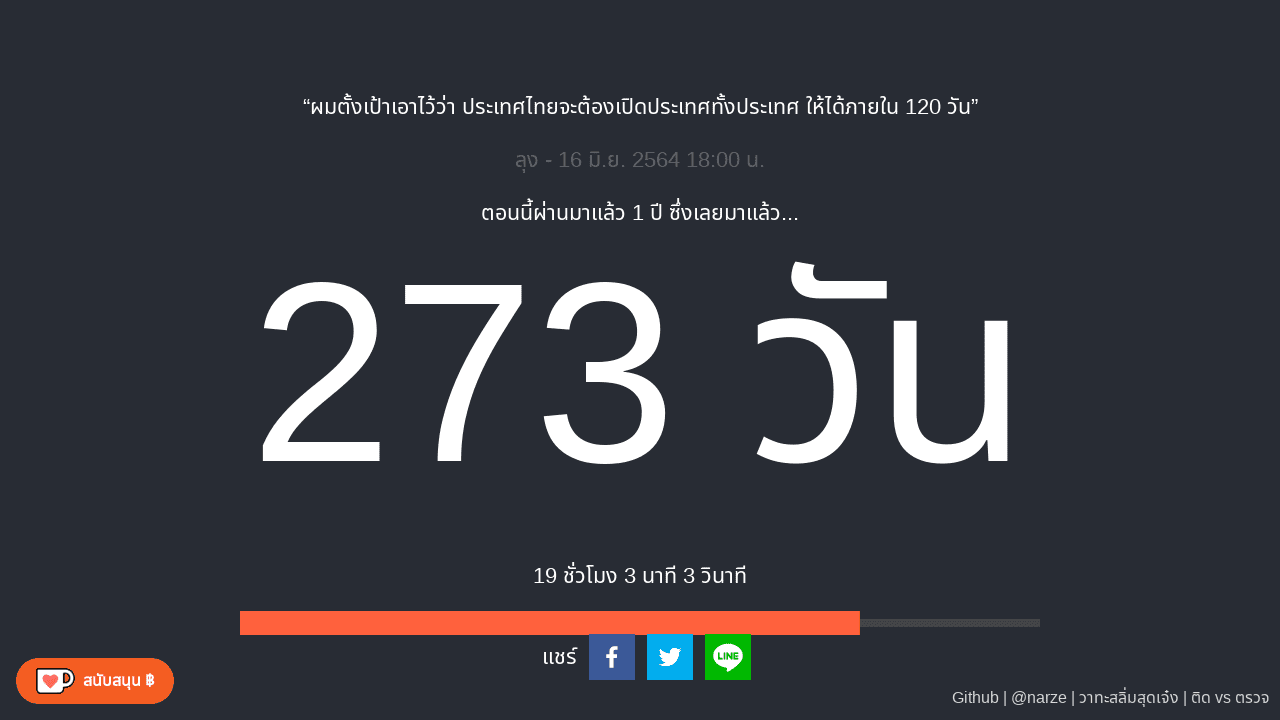 “ผมตั้งเป้าเอาไว้ว่า ประเทศไทยจะต้องเปิดประเทศทั้งประเทศ ให้ได้ภายใน 120 วัน”
ลุง - 16 มิ.ย. 2564 18:00 น.
ตอนนี้ผ่านมาแล้ว 1 ปี ซึ่งเลยมาแล้ว...
273 วัน
19 ชั่วโมง 3 นาที 3 วินาที
แชร์
LINE
สนับสนุน ฿
Github | @narze | วาทะสลิ่มสุดเจ๋ง | ติด vs ตรวจ